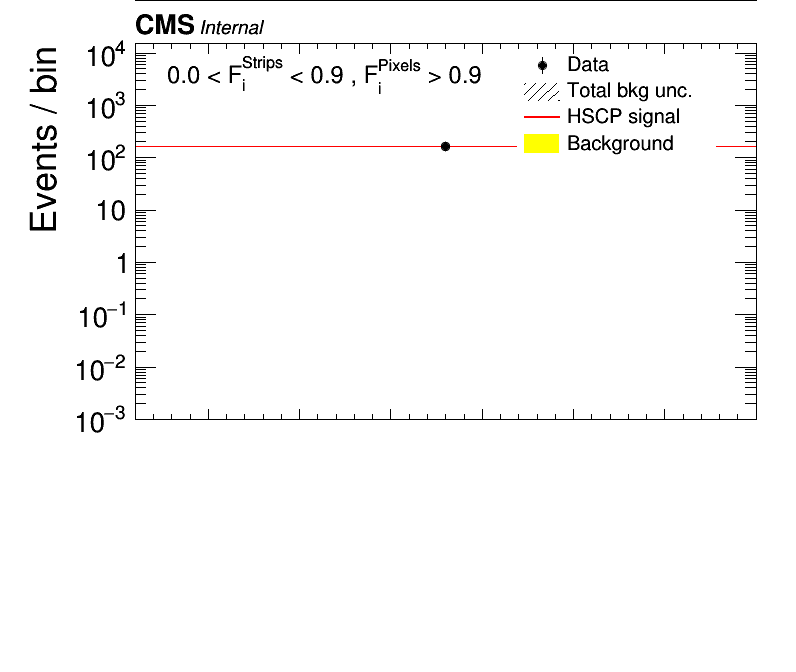 CMS Internal
Events / bin
0.0 < F_i^Strips < 0.9 , F_i^Pixels > 0.9
Data
Total bkg unc.
HSCP signal
Background
10^4
10^3
10^2
10
1
10^−1
10^−2
10^−3